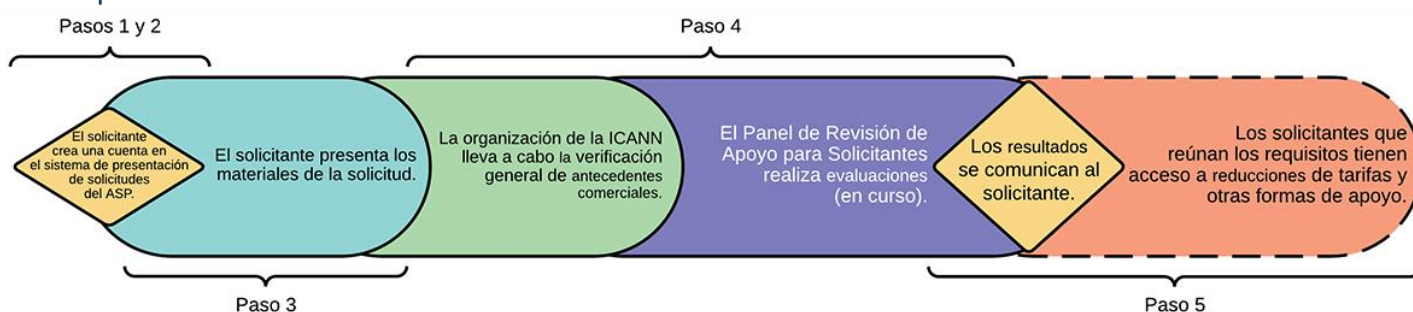 Pasos 1 y 2
Paso 4
El solicitante
crea una cuenta en
el sistema de presentación
de solicitudes
del ASP.
El solicitante presenta los
materiales de la solicitud.
La organización de la ICANN
lleva a cabo la verificación
general de antecedentes
comerciales.
El Panel de Revisión de
Apoyo para Solicitantes
realiza evaluaciones
(en curso).
Los resultados
se comunican al
solicitante.
Los solicitantes que
reúnan los requisitos tienen
acceso a reducciones de tarifas y
otras formas de apoyo.
Paso 3
Paso 5